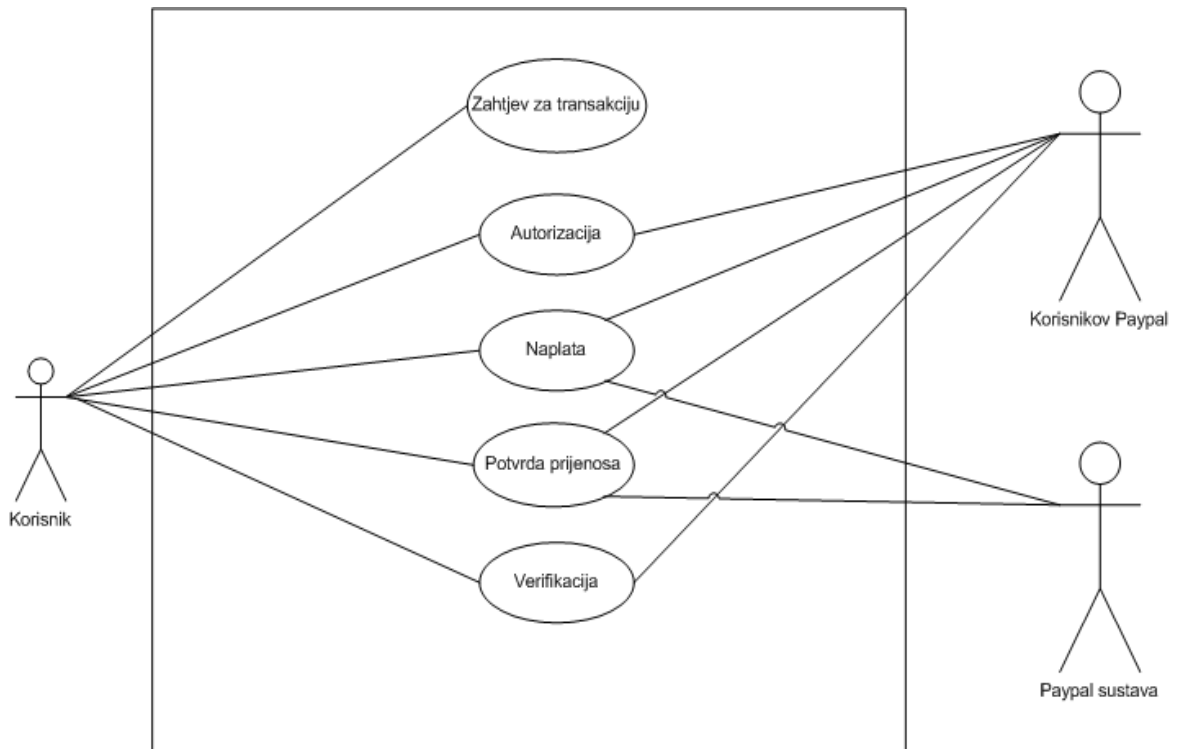 Zahtjev za transakciju
Autorizacija
Naplata
Potvrda prijenosa
Verifikacija
Korisnik
Korisnikov Paypal
Paypal sustava